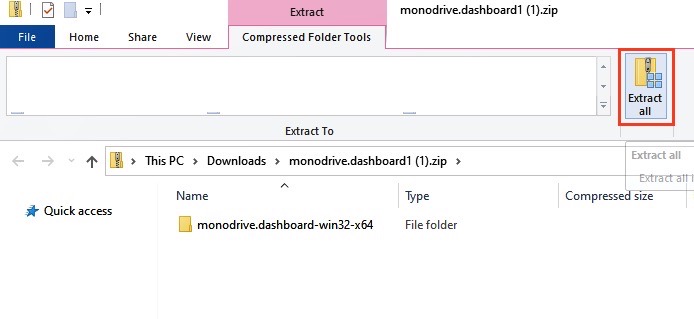 Extract
monodrive.dashboard1 (1).zip
File Home Share View Compressed Folder Tools
Extract
all
Extract To
This PC Downloads monodrive.dashboard1 (1).zip
Extract all
Extract all i
Name Type Compressed size
Quick access
monodrive.dashboard-win32-x64 File folder